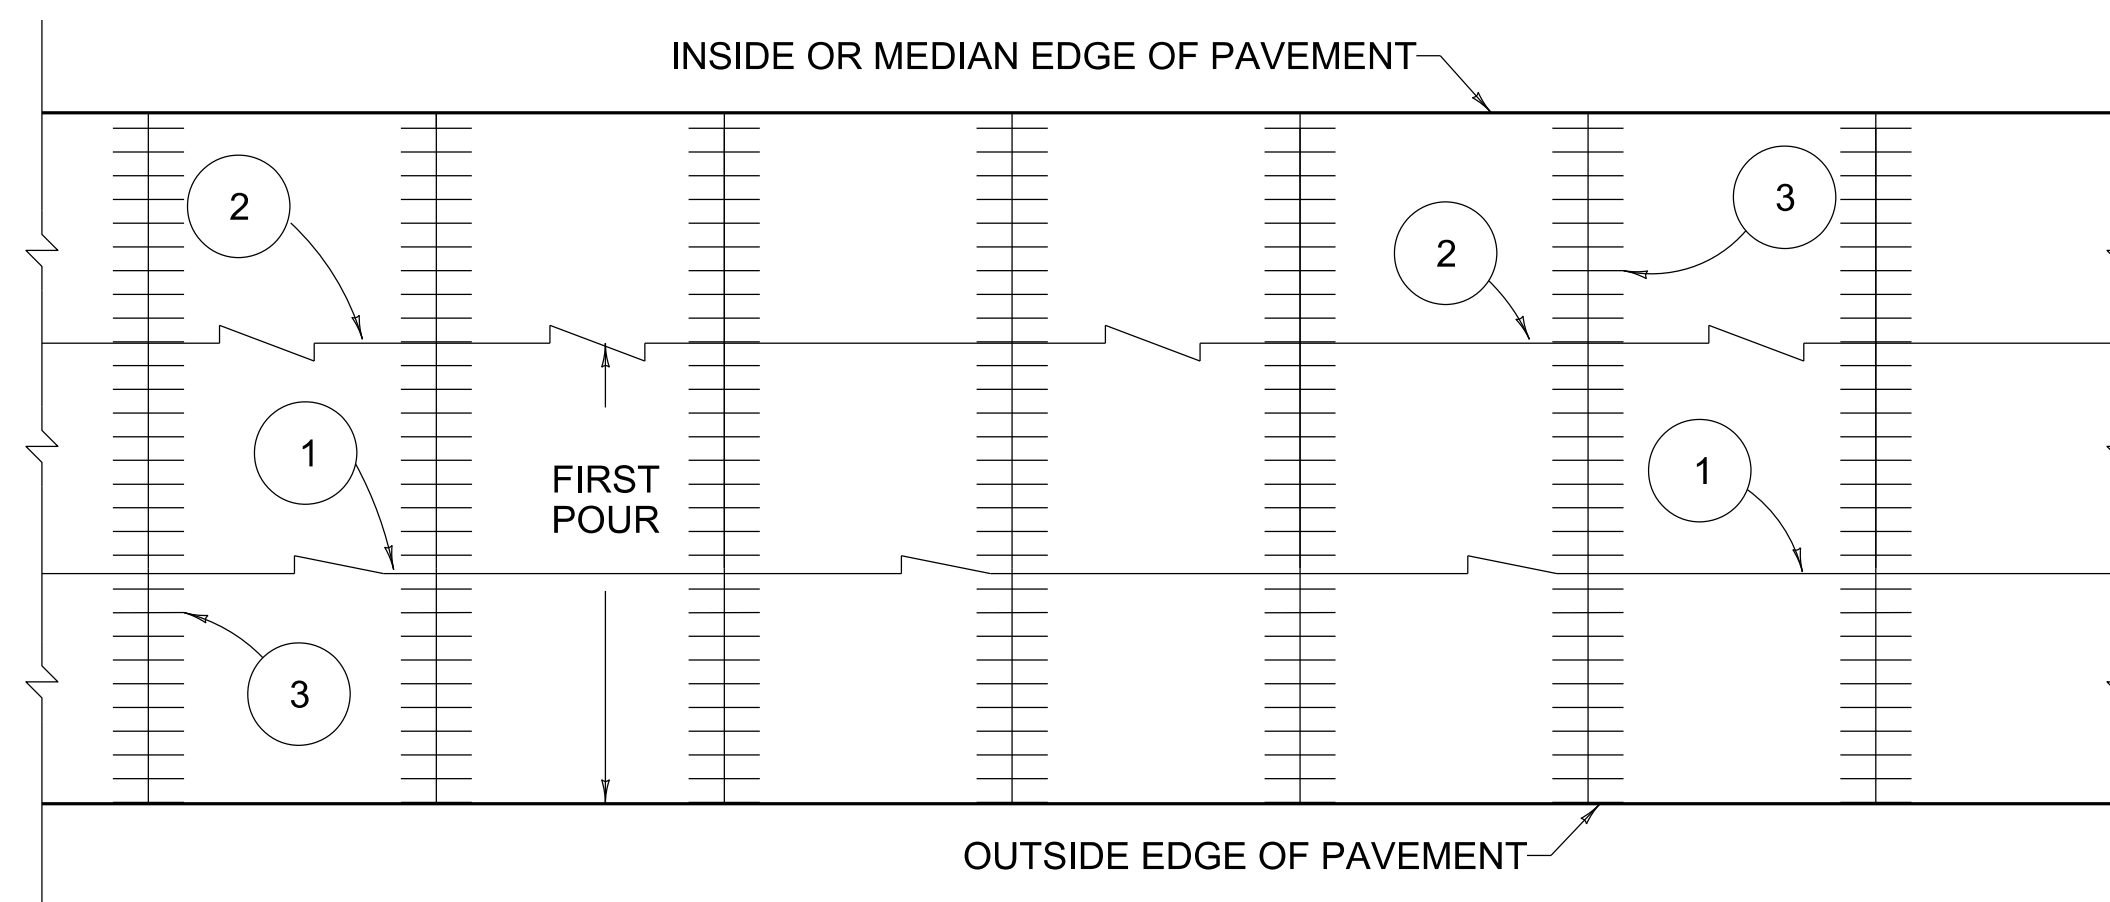 INSIDE OR MEDIAN EDGE OF PAVEMENT
2
3
2
1
FIRST
POUR
1
3
OUTSIDE EDGE OF PAVEMENT